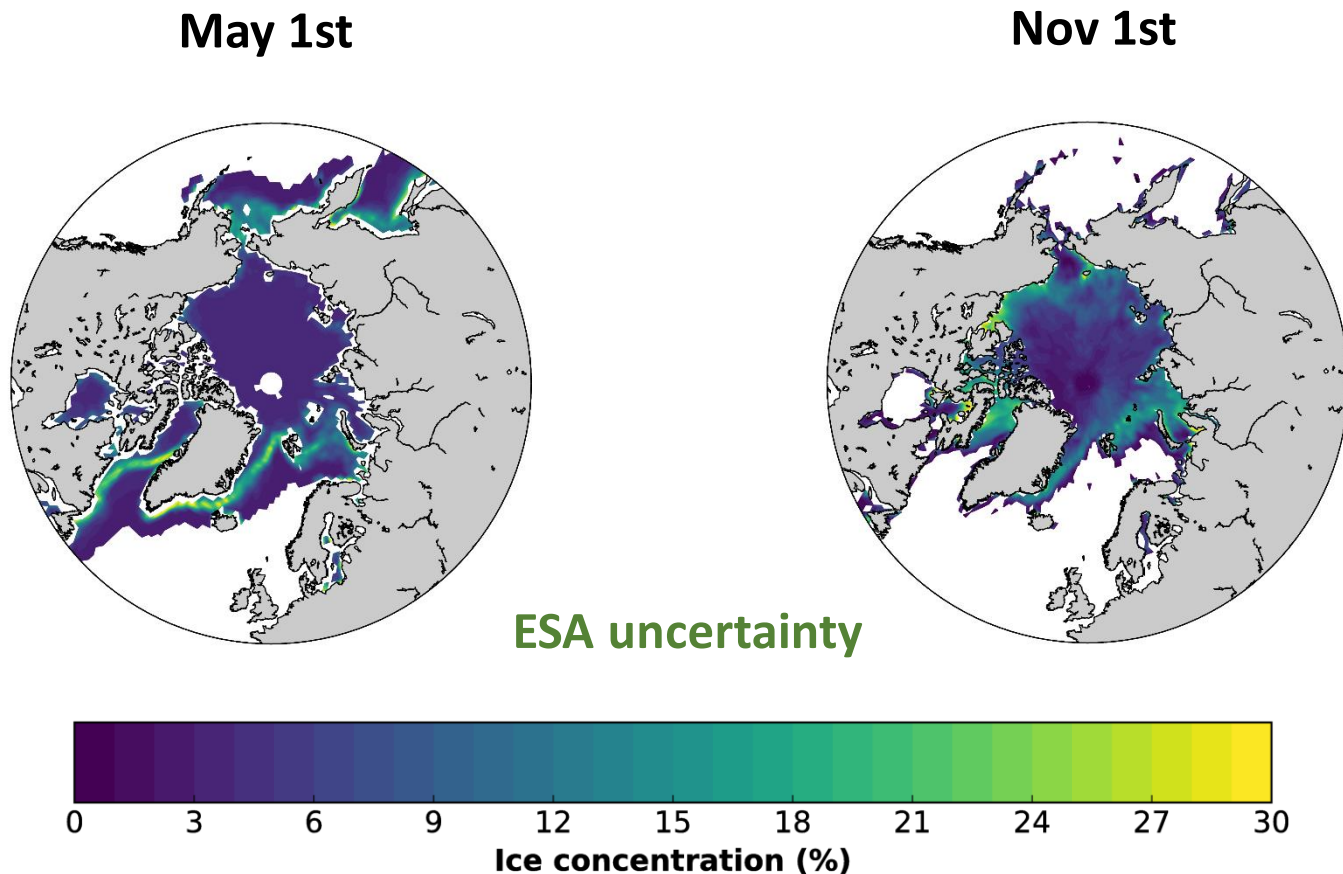 May 1st
Nov 1st
ESA uncertainty
0 3 6 9 12 15 18 21 24 27 30
Ice concentration (%)